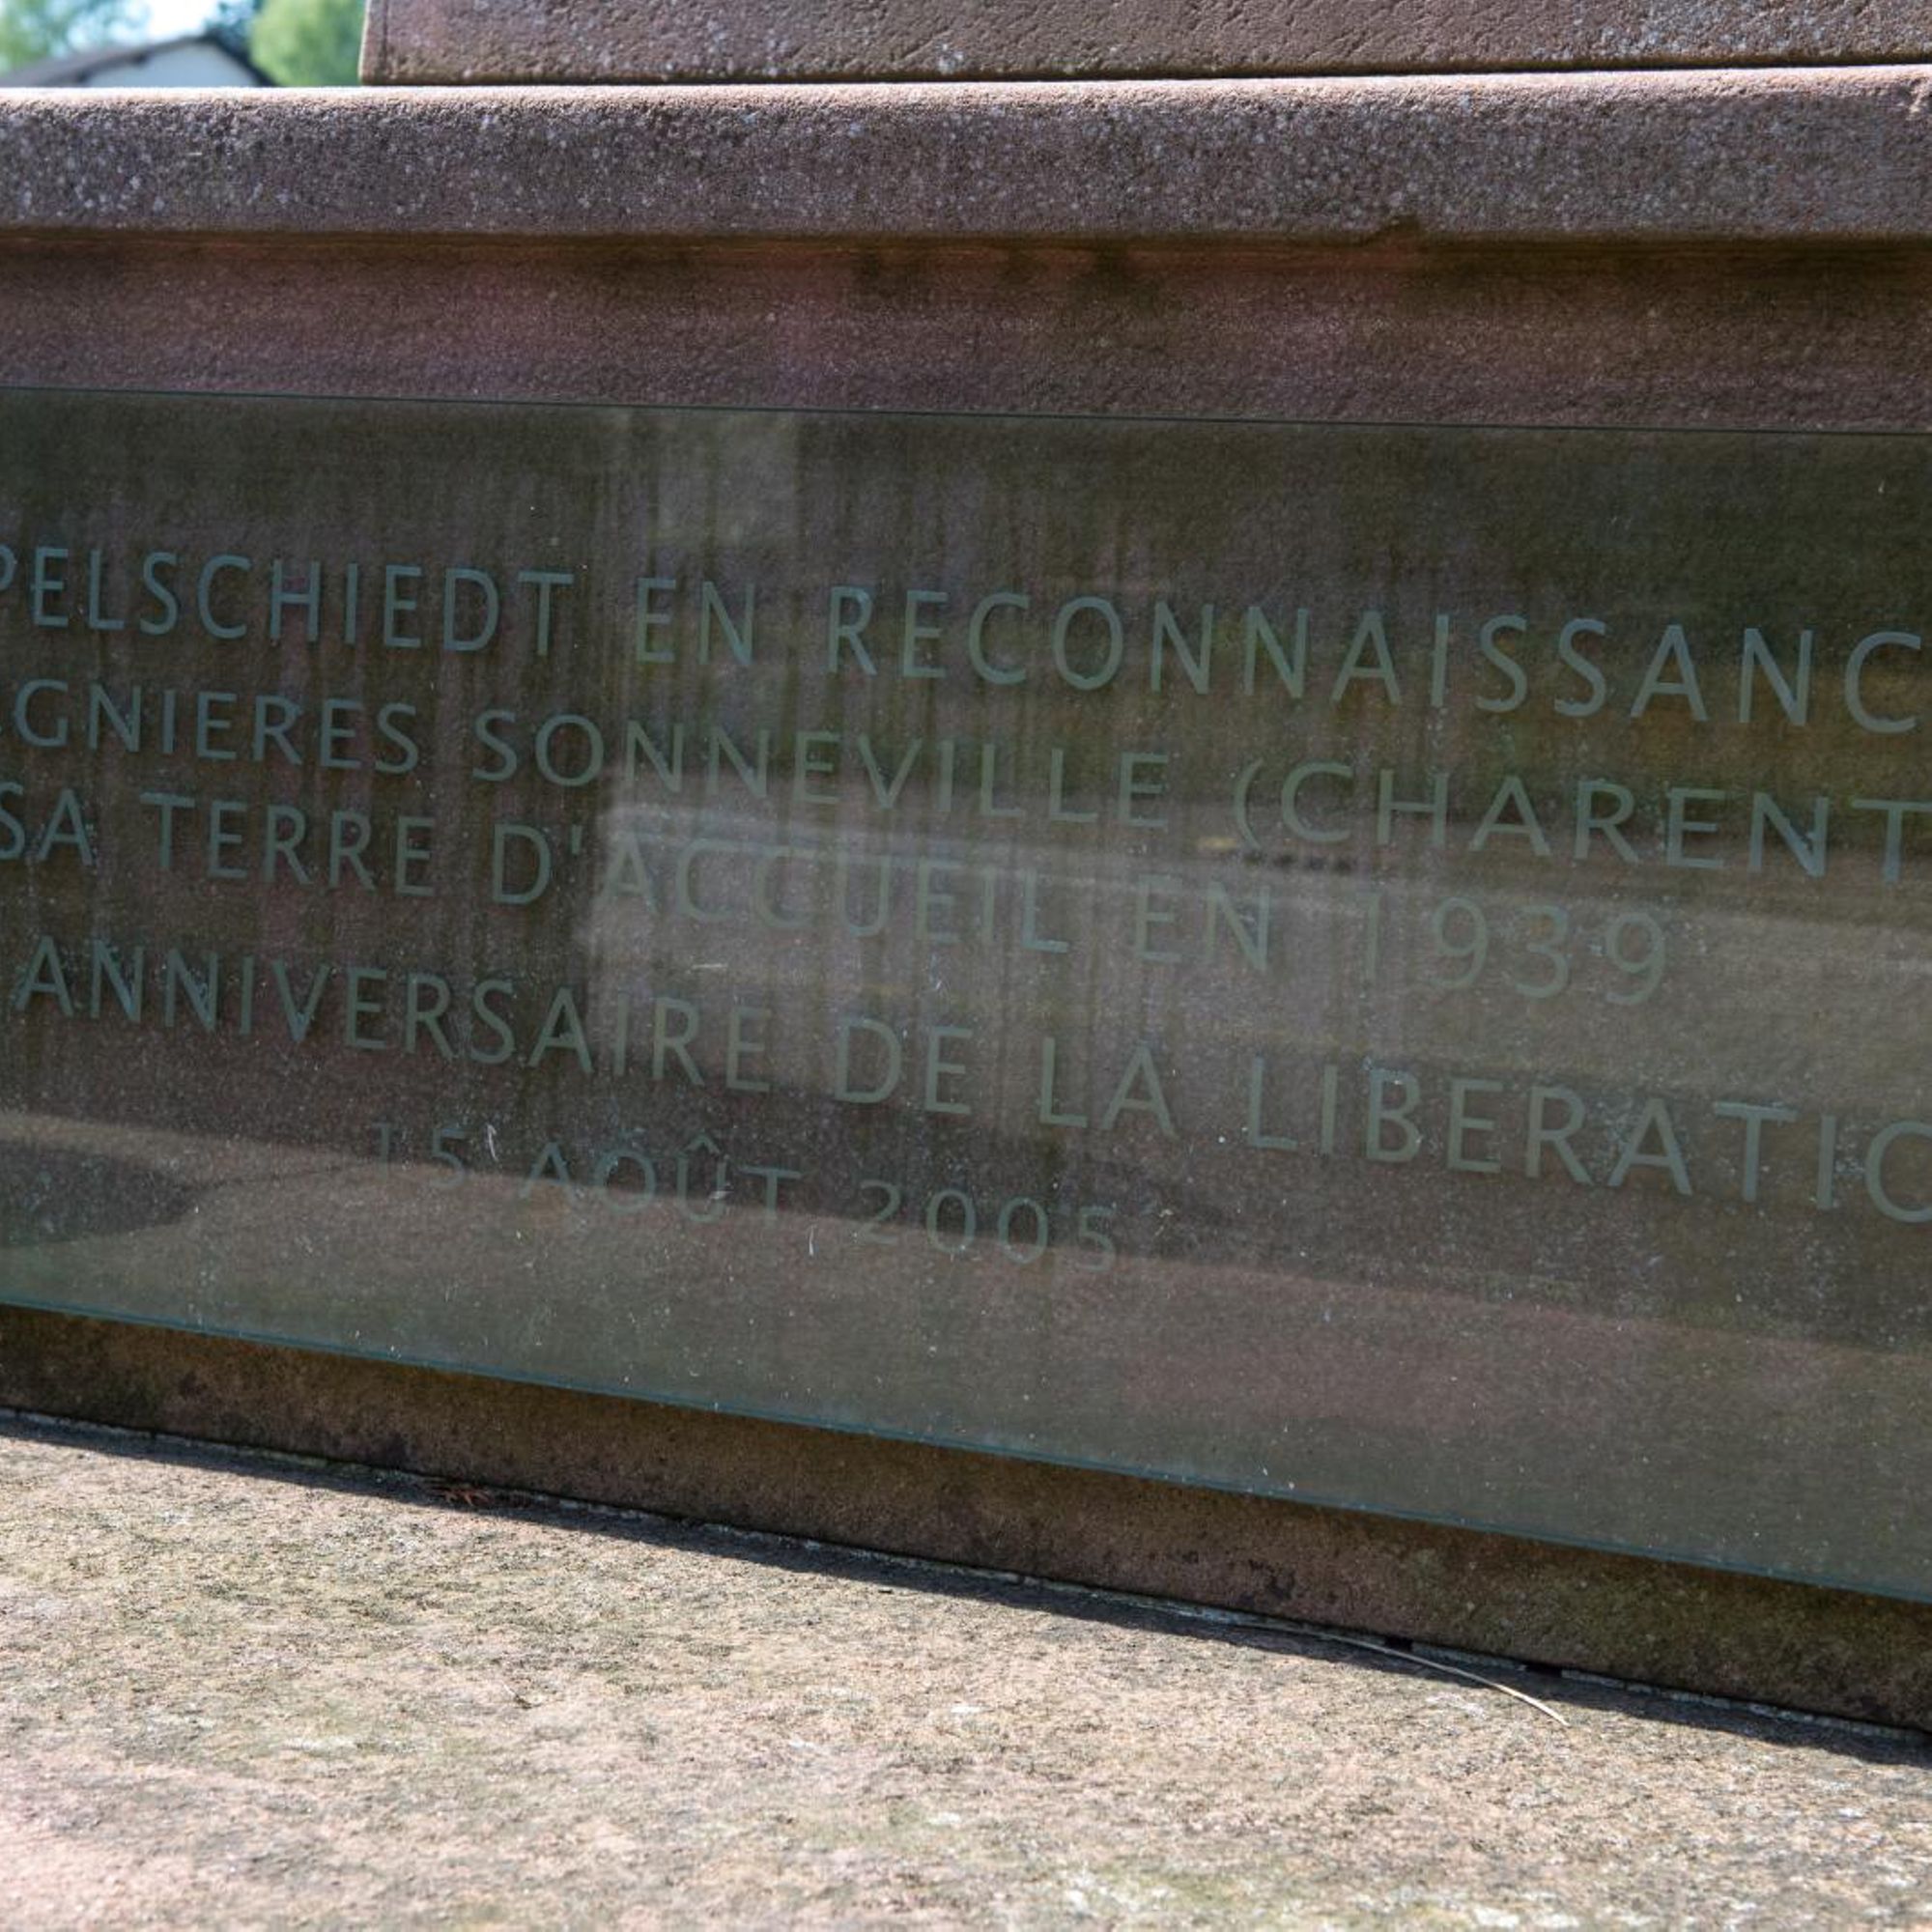 PELSCHIEDT EN RECONNAISSANC
GNIERES SONNEVILLE (CHARENT
SA TERRE D'ACCUEIL EN 1939
ANNIVERSAIRE DE LA LIBERATIO
15 AOÛT 2005